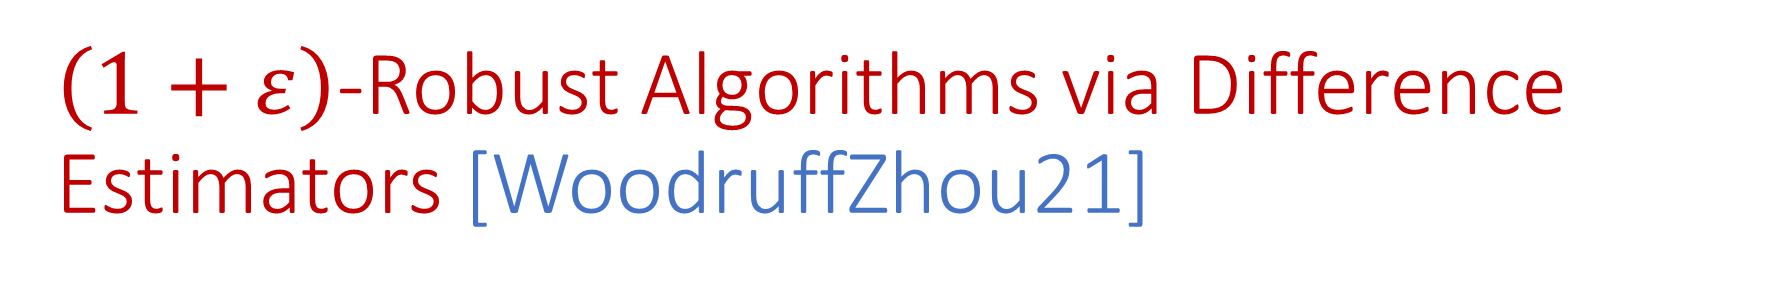 (1 + ε)-Robust Algorithms via Difference
Estimators [WoodruffZhou21]